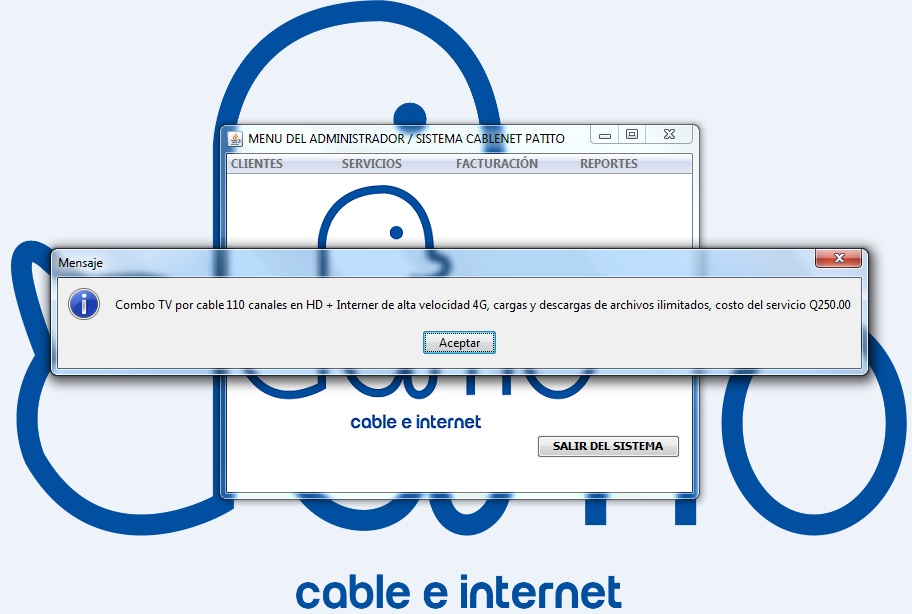 MENU DEL ADMINISTRADOR / SISTEMA CABLENET PATITO
CLIENTES SERVICIOS FACTURACIÓN REPORTES
Mensaje
Combo TV por cable 110 canales en HD + Interner de alta velocidad 4G, cargas y descargas de archivos ilimitados, costo del servicio Q250.00
Aceptar
cable e internet
SALIR DEL SISTEMA
cable e internet